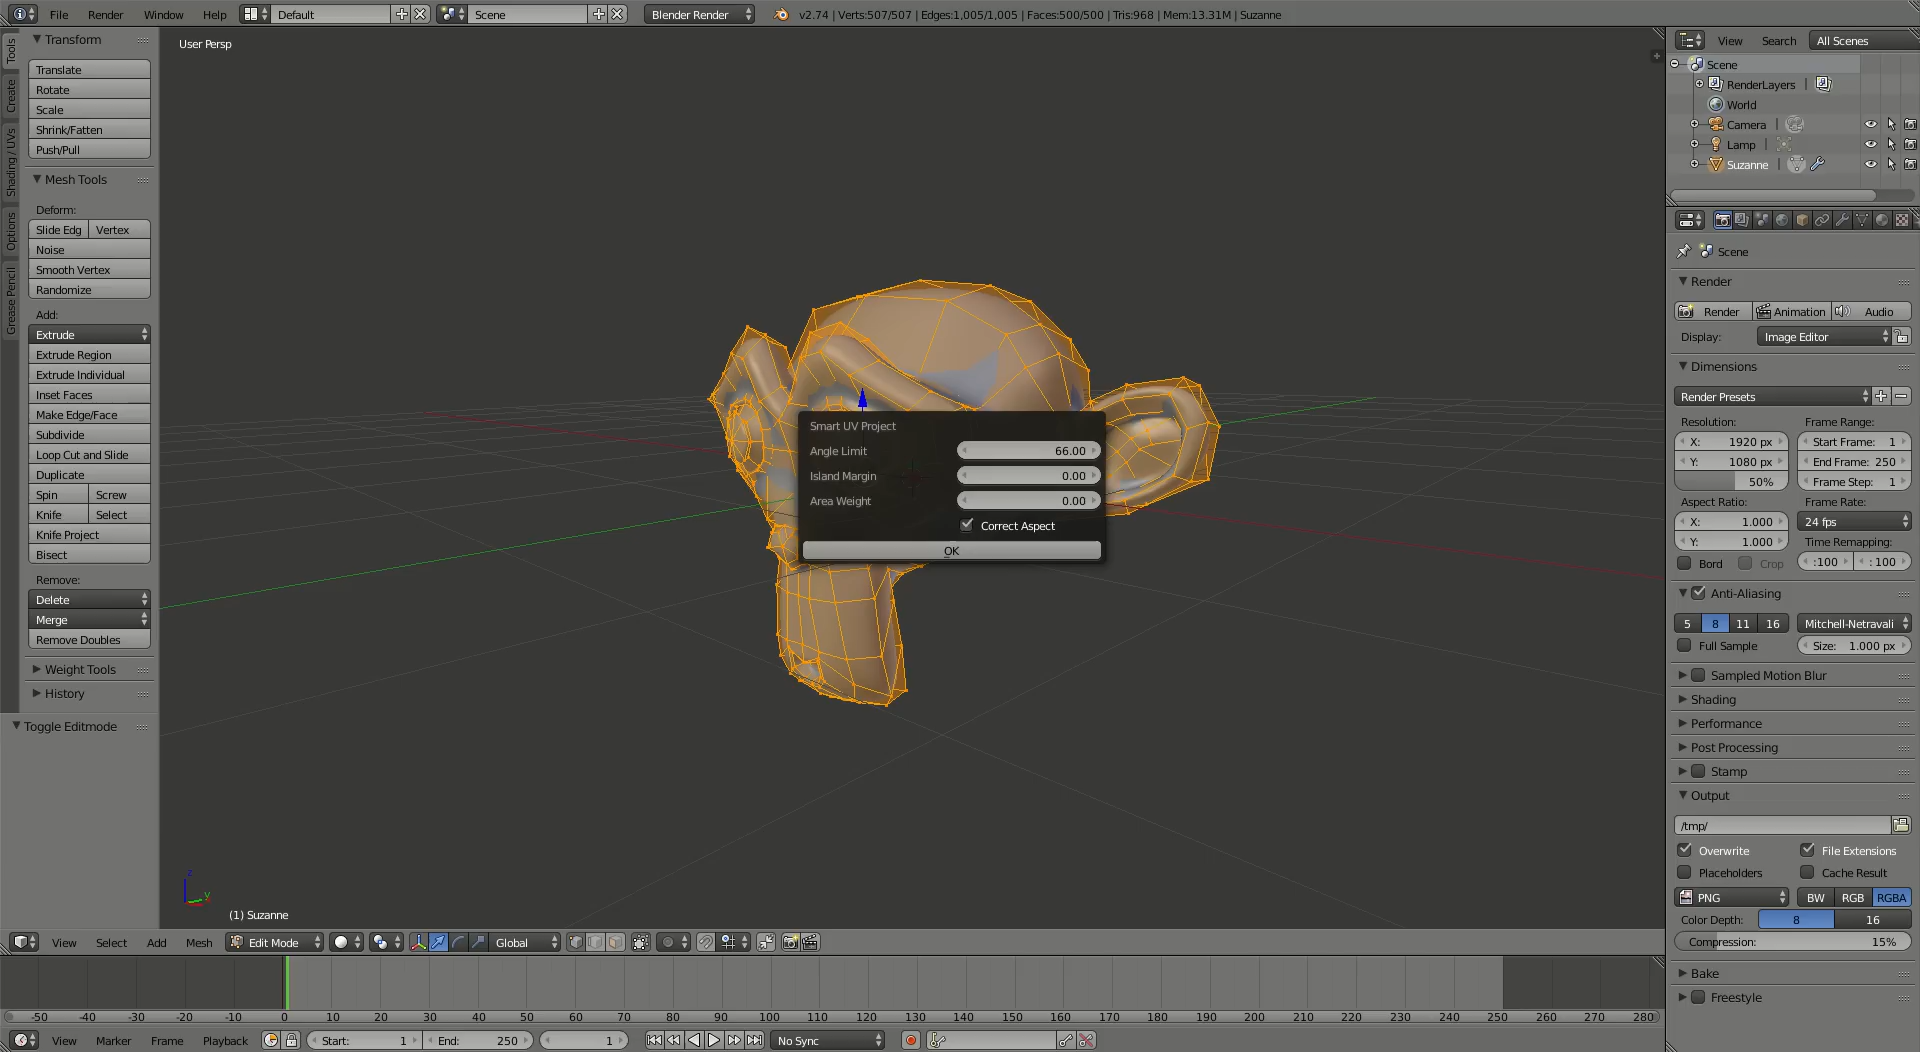 File Render Window Help Default Scene Blender Render v2.74 | Verts:507/507 | Edges:1,005/1,005 | Faces:500/500 | Tris:968 | Mem:13.31M | Suzanne
Tools
Create
Shading / UVs
Options
Grease Pencil
Transform
Translate
Rotate
Scale
Shrink/Fatten
Push/Pull
Mesh Tools
Deform:
Slide Edg Vertex
Noise
Smooth Vertex
Randomize
Add:
Extrude
Extrude Region
Extrude Individual
Inset Faces
Make Edge/Face
Subdivide
Loop Cut and Slide
Duplicate
Spin Screw
Knife Select
Knife Project
Bisect
Remove:
Delete
Merge
Remove Doubles
Weight Tools
History
Toggle Editmode
User Persp
Smart UV Project
Angle Limit 66.00
Island Margin 0.00
Area Weight 0.00
Correct Aspect
OK
z
y
(1) Suzanne
View Select Add Mesh Edit Mode Global
-50 -40 -30 -20 -10 0 10 20 30 40 50 60 70 80 90 100 110 120 130 140 150 160 170 180 190 200 210 220 230 240 250 260 270 280
View Marker Frame Playback Start: 1 End: 250 1 No Sync
View Search All Scenes
Scene
RenderLayers |
World
Camera |
Lamp |
Suzanne |
Scene
Render
Render Animation Audio
Display: Image Editor
Dimensions
Render Presets
Resolution: Frame Range:
X: 1920 px Start Frame: 1
Y: 1080 px End Frame: 250
50% Frame Step: 1
Aspect Ratio: Frame Rate:
X: 1.000 24 fps
Y: 1.000 Time Remapping:
Bord Crop :100 :100
Anti-Aliasing
5 8 11 16 Mitchell-Netravali
Full Sample Size: 1.000 px
Sampled Motion Blur
Shading
Performance
Post Processing
Stamp
Output
/tmp/
Overwrite File Extensions
Placeholders Cache Result
PNG BW RGB RGBA
Color Depth: 8 16
Compression: 15%
Bake
Freestyle